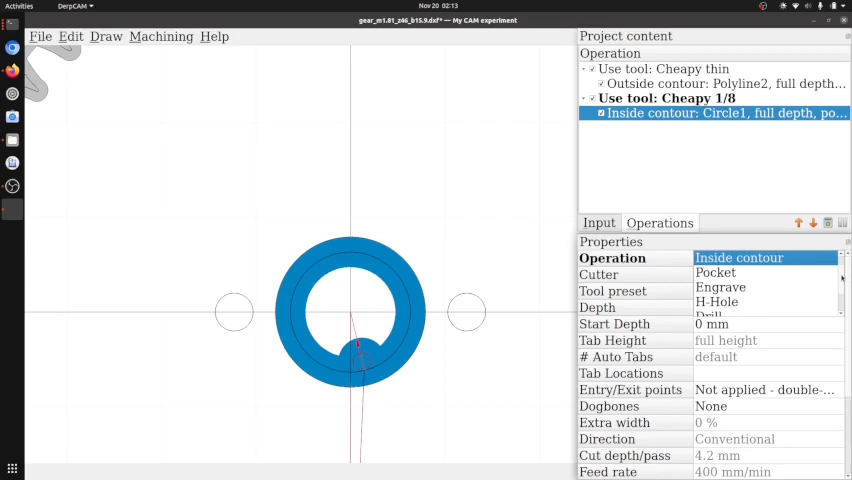 Activities
DerpCAM
Nov 20 02:13
gear_m1.81_z46_b15.9.dxf* — My CAM experiment
File Edit Draw Machining Help
Project content
Operation
Use tool: Cheapy thin
Outside contour: Polyline2, full depth...
Use tool: Cheapy 1/8
Inside contour: Circle1, full depth, po...
Input Operations
Properties
Operation Inside contour
Cutter Pocket
Tool preset Engrave
Depth H-Hole
Drill
Start Depth 0 mm
Tab Height full height
# Auto Tabs default
Tab Locations
Entry/Exit points Not applied - double-...
Dogbones None
Extra width 0 %
Direction Conventional
Cut depth/pass 4.2 mm
Feed rate 400 mm/min